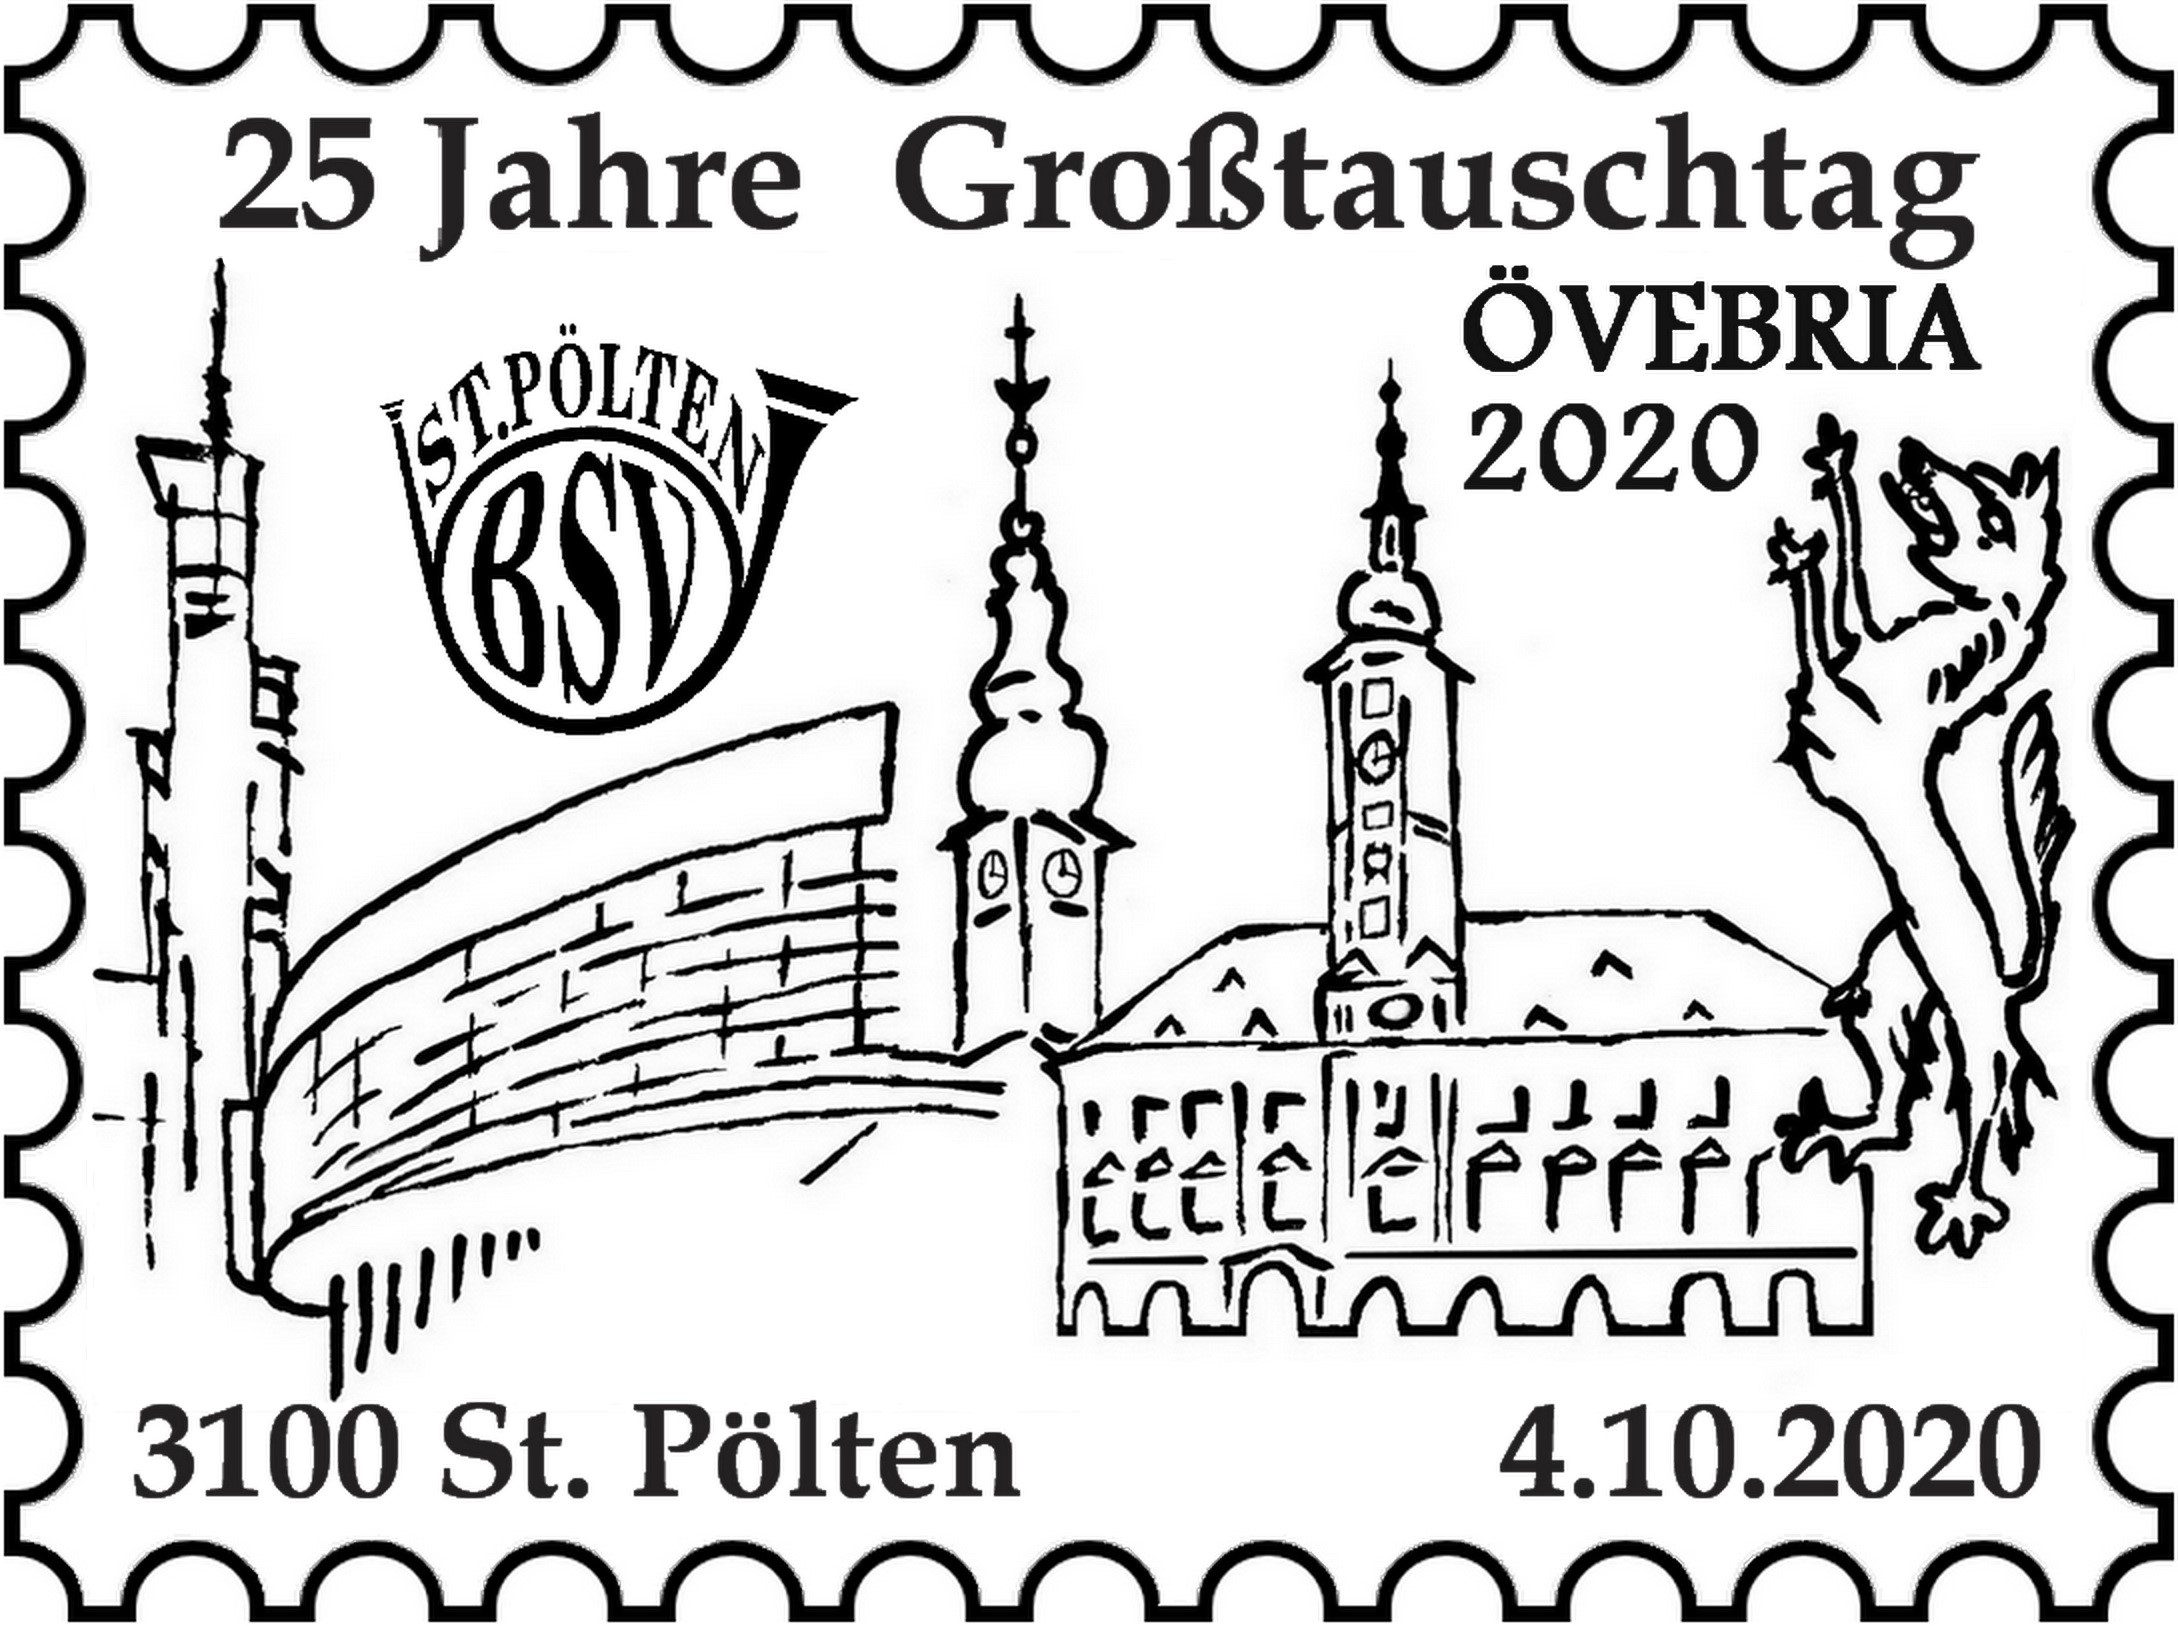 25 Jahre Großtauschtag
ÖVEBRIA
2020
ST.PÖLTEN
BSV
3100 St. Pölten
4.10.2020